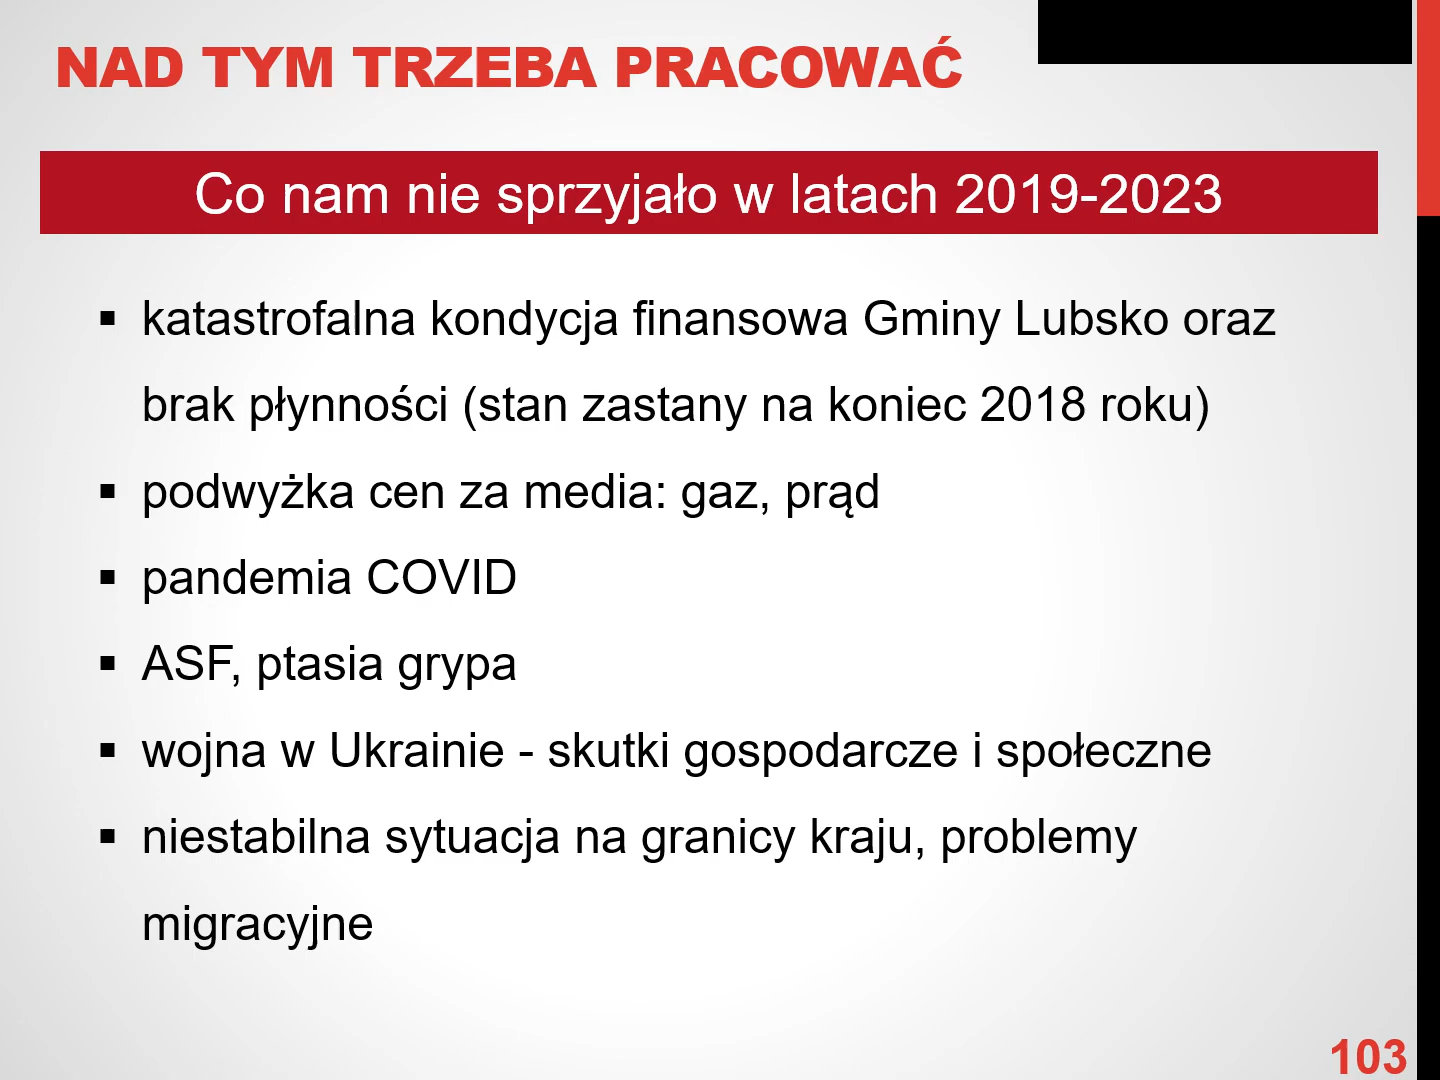 NAD TYM TRZEBA PRACOWAĆ
Co nam nie sprzyjało w latach 2019-2023
▪ katastrofalna kondycja finansowa Gminy Lubsko oraz
brak płynności (stan zastany na koniec 2018 roku)
▪ podwyżka cen za media: gaz, prąd
▪ pandemia COVID
▪ ASF, ptasia grypa
▪ wojna w Ukrainie - skutki gospodarcze i społeczne
▪ niestabilna sytuacja na granicy kraju, problemy
migracyjne
103